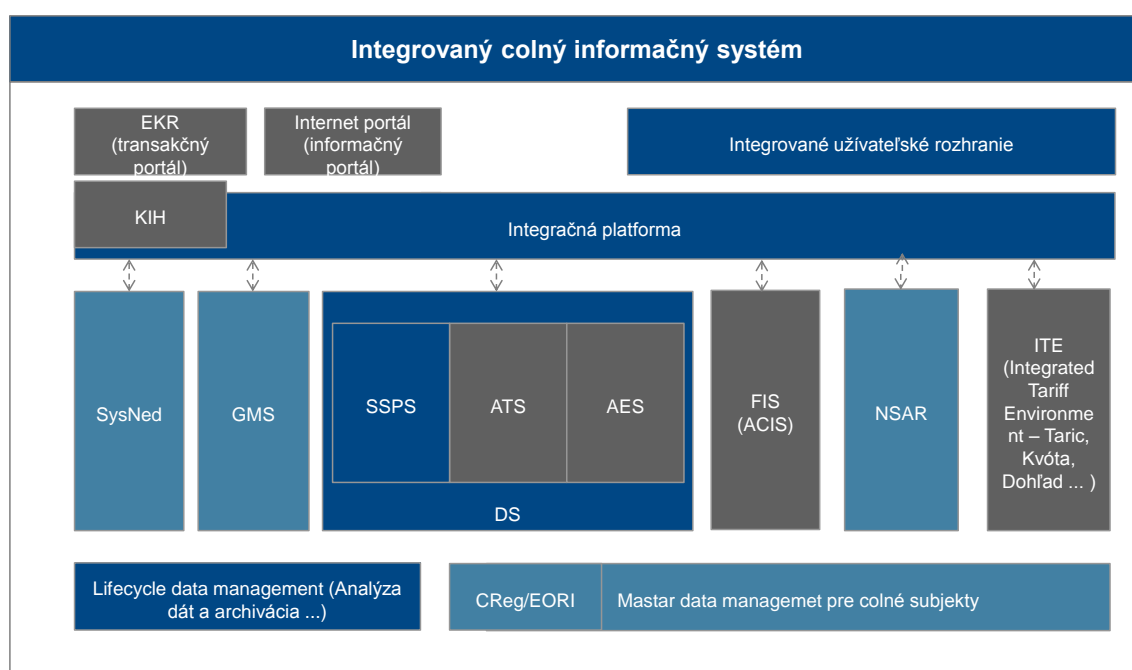 Integrovaný colný informačný systém
EKR
(transakčný
portál)
Internet portál
(informačný
portál)
Integrované užívateľské rozhranie
KIH
Integračná platforma
SysNed
GMS
SSPS
ATS
AES
DS
FIS
(ACIS)
NSAR
ITE
(Integrated
Tariff
Environme
nt – Taric,
Kvóta,
Dohľad ... )
Lifecycle data management (Analýza
dát a archivácia ...)
CReg/EORI
Mastar data managemet pre colné subjekty